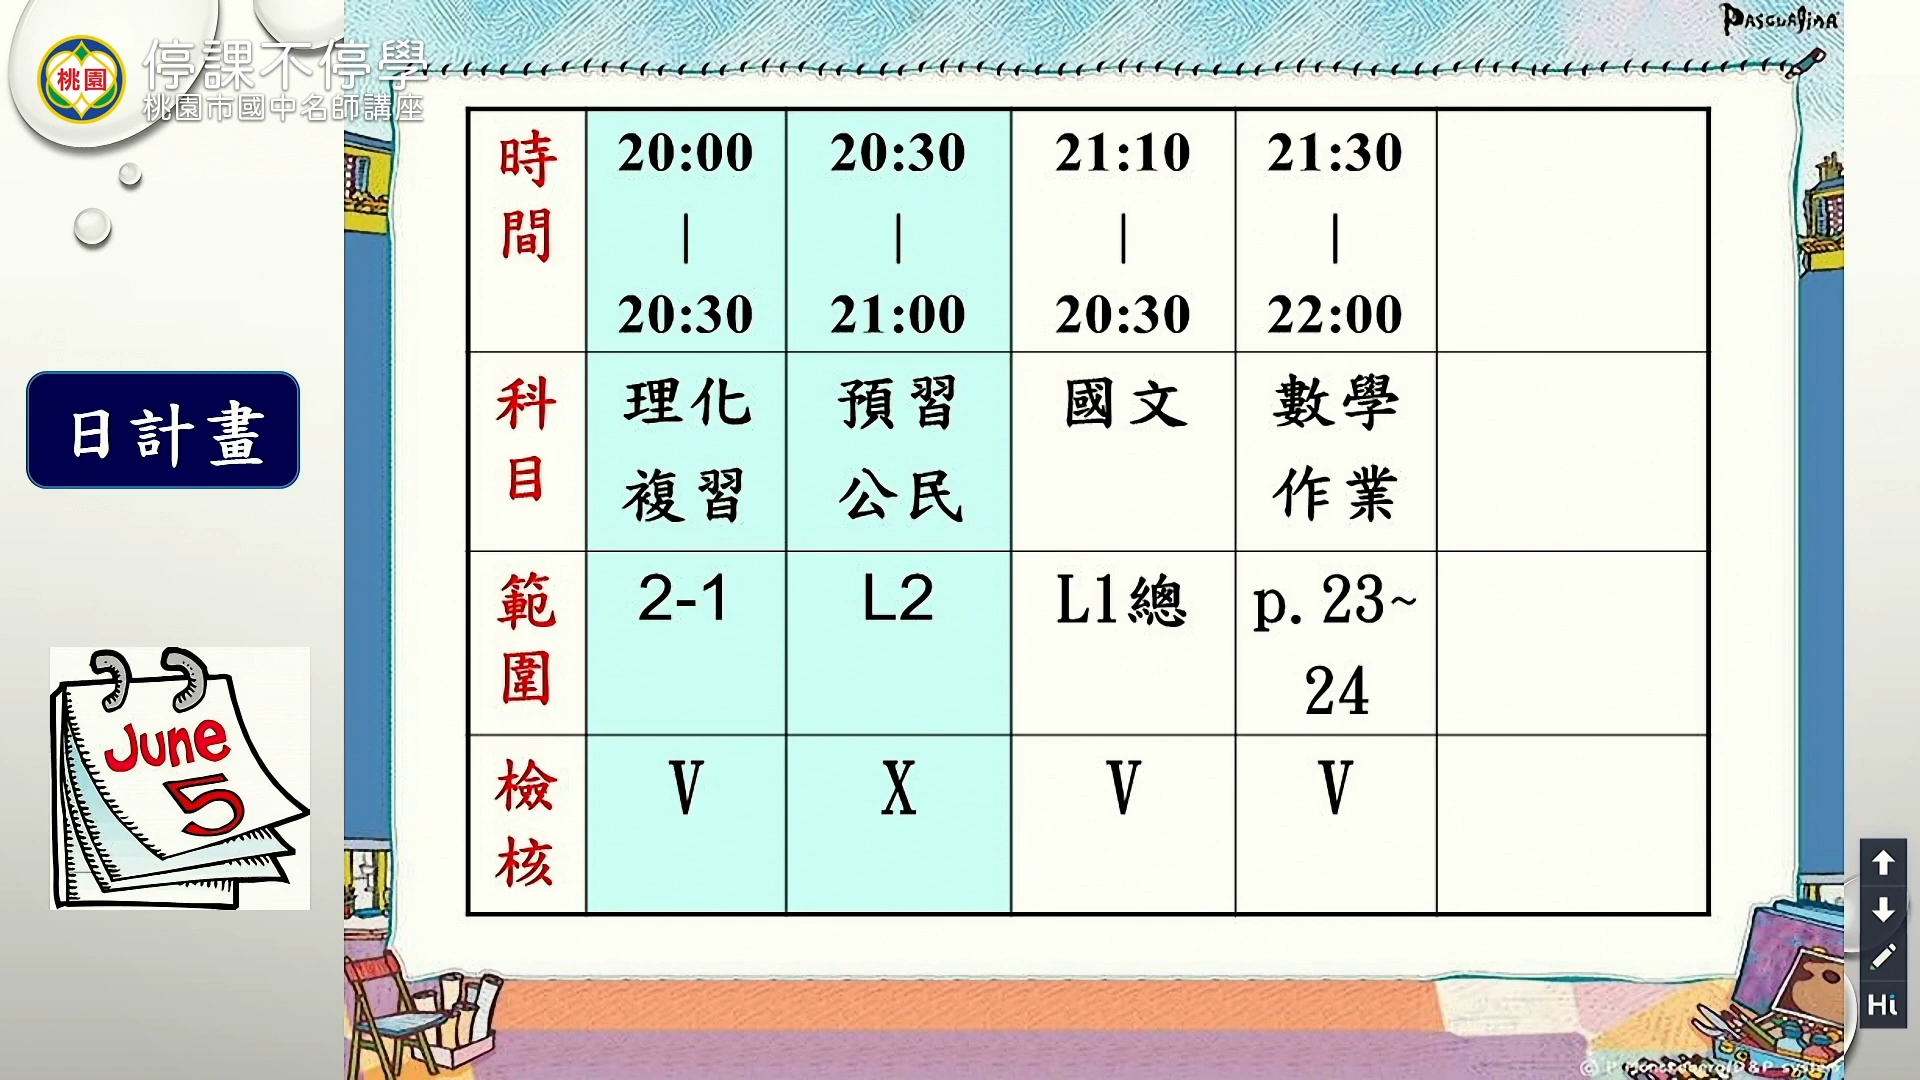 PASCUALINA
桃園
停課不停學
桃園市國中名師講座
日計畫
June
5
時間
20:00 | 20:30
20:30 | 21:00
21:10 | 20:30
21:30 | 22:00
科目
理化複習
預習公民
國文
數學作業
範圍
2-1
L2
L1總
p.23~24
檢核
V
X
V
V
Hi